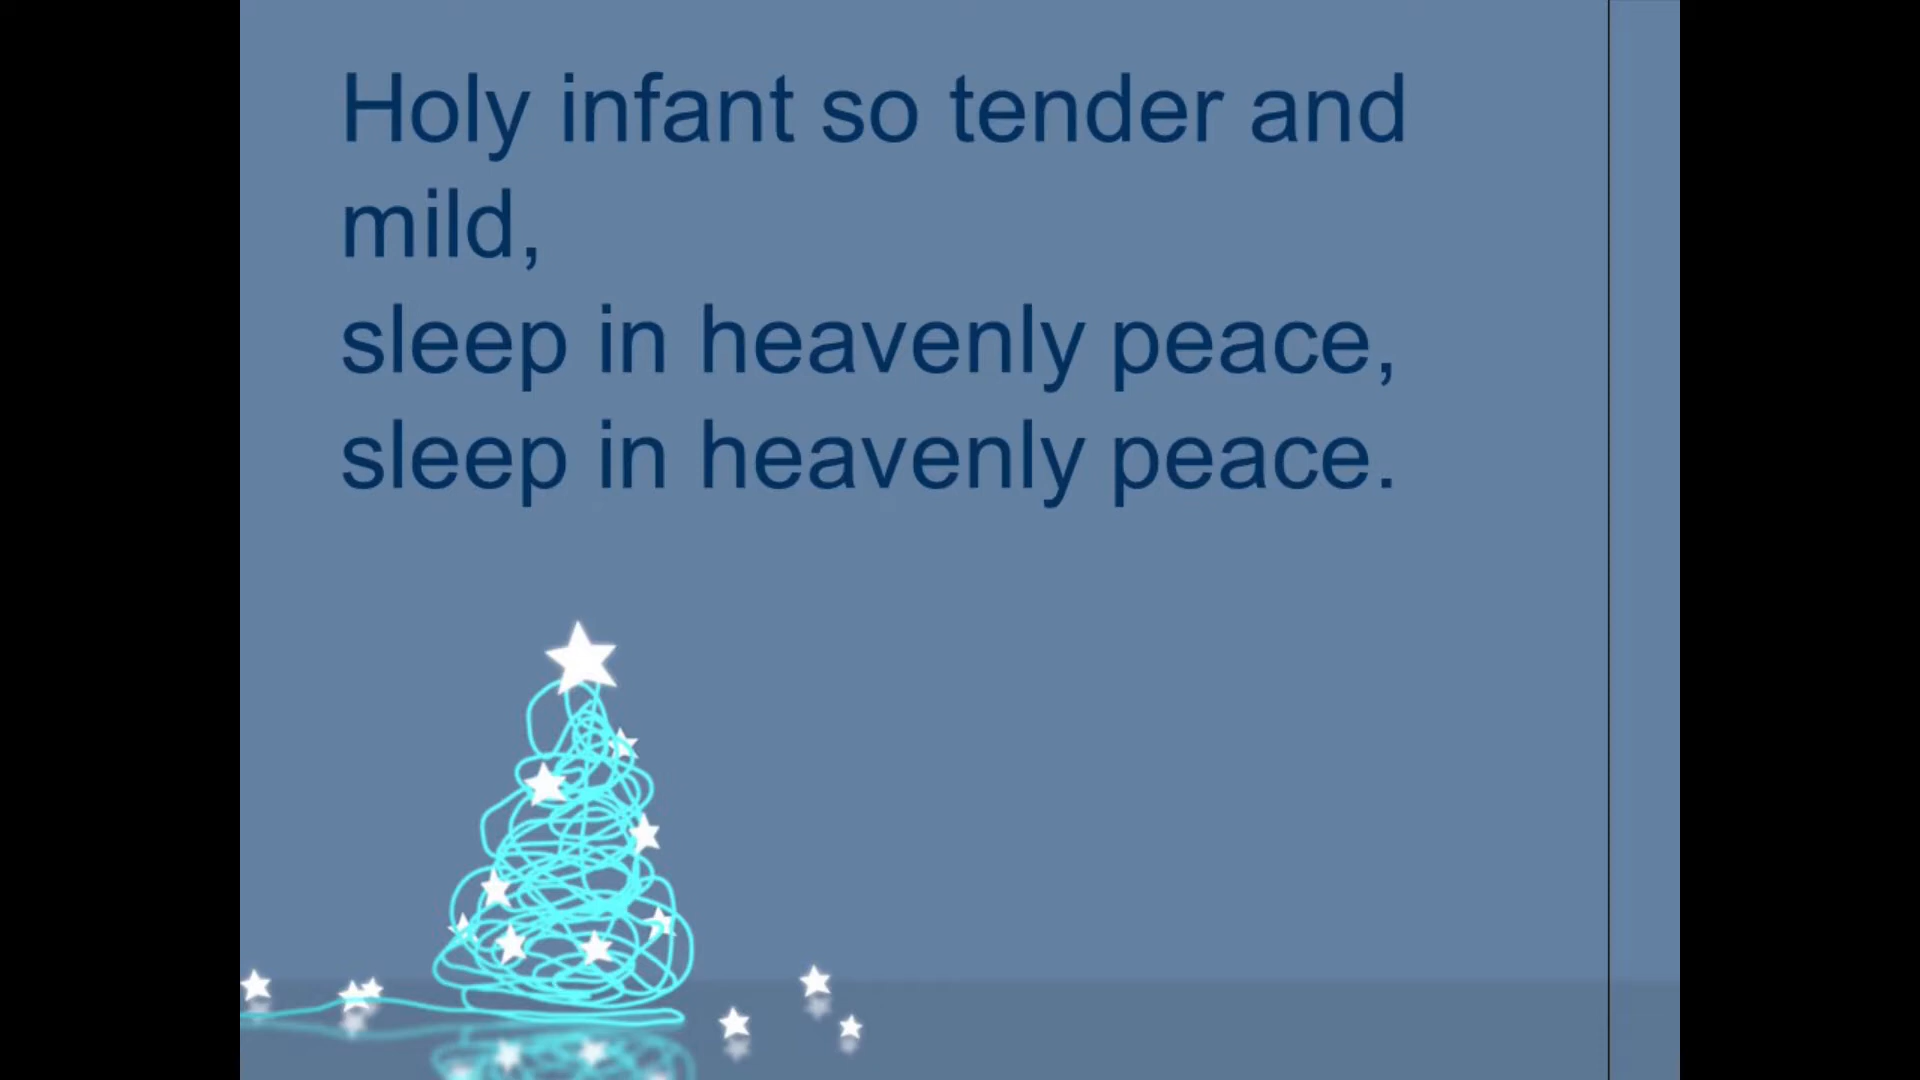 Holy infant so tender and
mild,
sleep in heavenly peace,
sleep in heavenly peace.